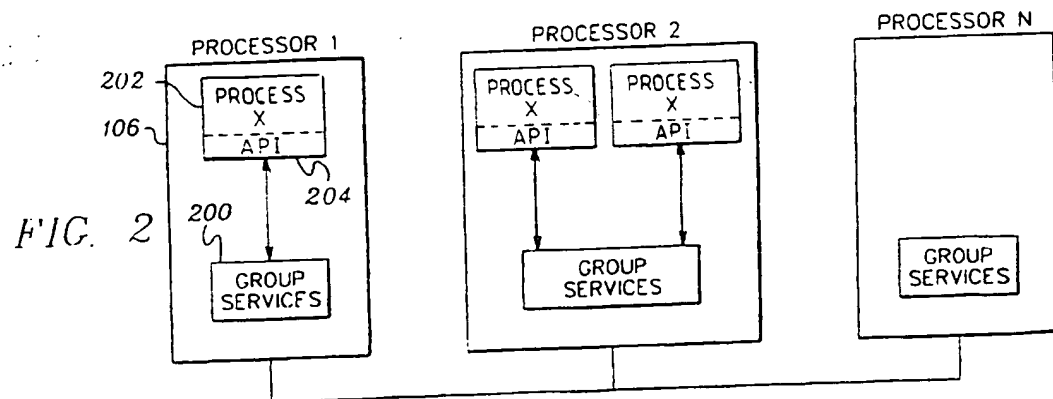 PROCESSOR 1
PROCESSOR 2
PROCESSOR N
202
PROCESS
X
API
PROCESS
X
API
PROCESS
X
API
106
204
FIG. 2
200
GROUP
SERVICES
GROUP
SERVICES
GROUP
SERVICES